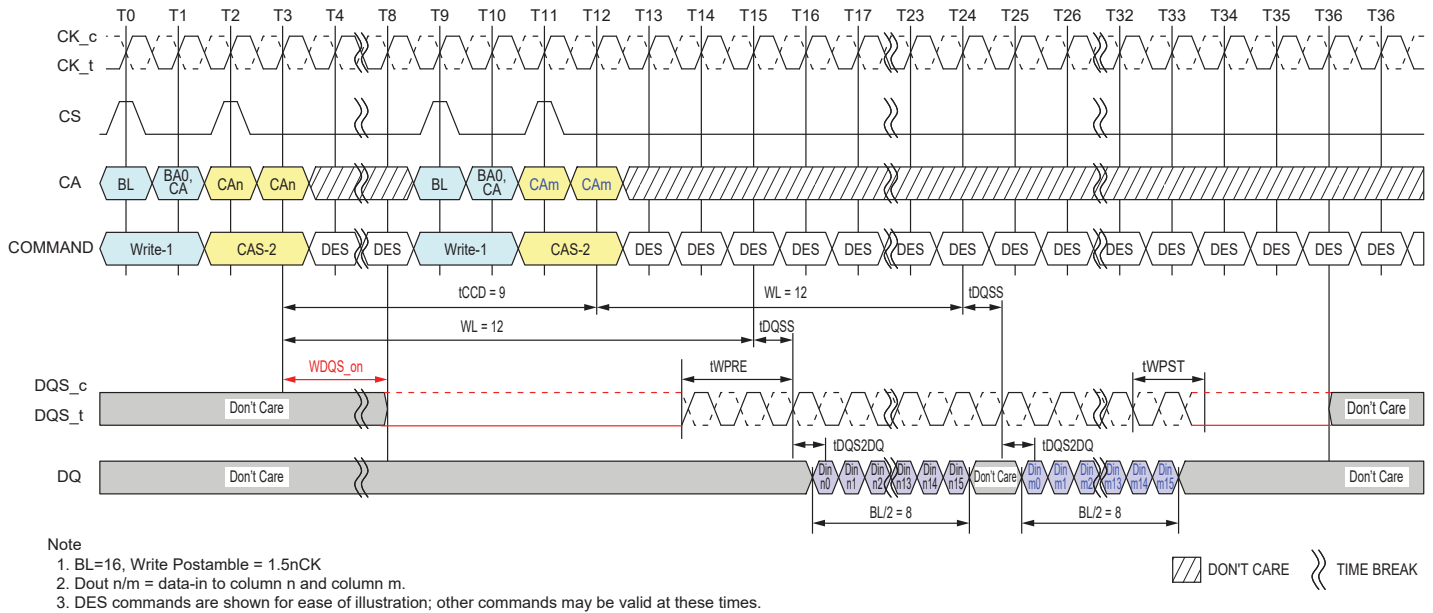 T0 T1 T2 T3 T4 T8 T9 T10 T11 T12 T13 T14 T15 T16 T17 T23 T24 T25 T26 T32 T33 T34 T35 T36 T36
CK_c
CK_t
CS
CA BL BA0, CA CAn CAn BL BA0, CA CAm CAm
COMMAND Write-1 CAS-2 DES DES Write-1 CAS-2 DES DES DES DES DES DES DES DES DES DES DES DES DES DES DES
tCCD = 9 WL = 12 tDQSS
WL = 12 tDQSS
WDQS_on tWPRE tWPST
DQS_c
DQS_t Don't Care Don't Care
tDQS2DQ tDQS2DQ
DQ Don't Care Din n0 Din n1 Din n2 Din n13 Din n14 Din n15 Don't Care Din m0 Din m1 Din m2 Din m13 Din m14 Din m15 Don't Care
BL/2 = 8 BL/2 = 8
Note
1. BL=16, Write Postamble = 1.5nCK
2. Dout n/m = data-in to column n and column m.
3. DES commands are shown for ease of illustration; other commands may be valid at these times.
DON'T CARE TIME BREAK